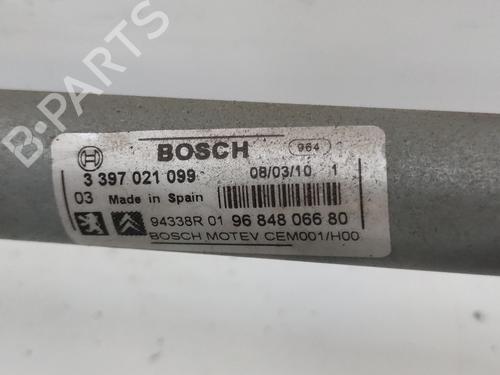 B-PARTS
BOSCH 964
3 397 021 099 08/03/10 1
03 Made in Spain
94338R 01 96 848 066 80
BOSCH MOTEV CEM001/H00